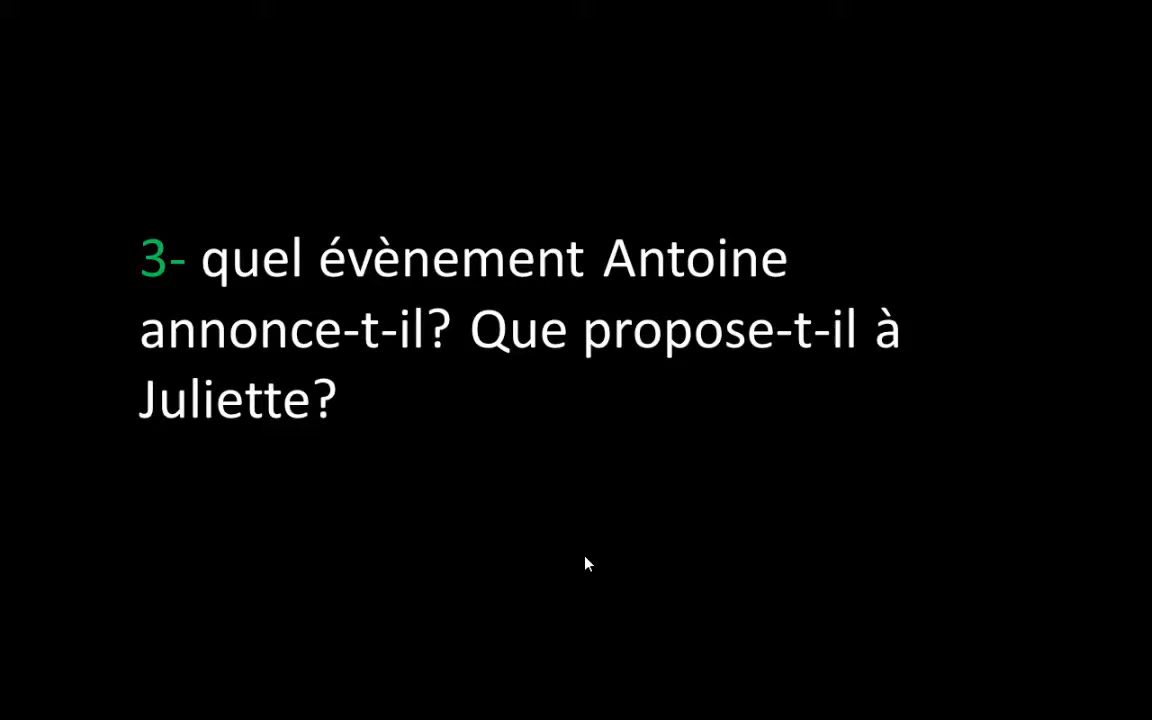 3- quel évènement Antoine
annonce-t-il? Que propose-t-il à
Juliette?